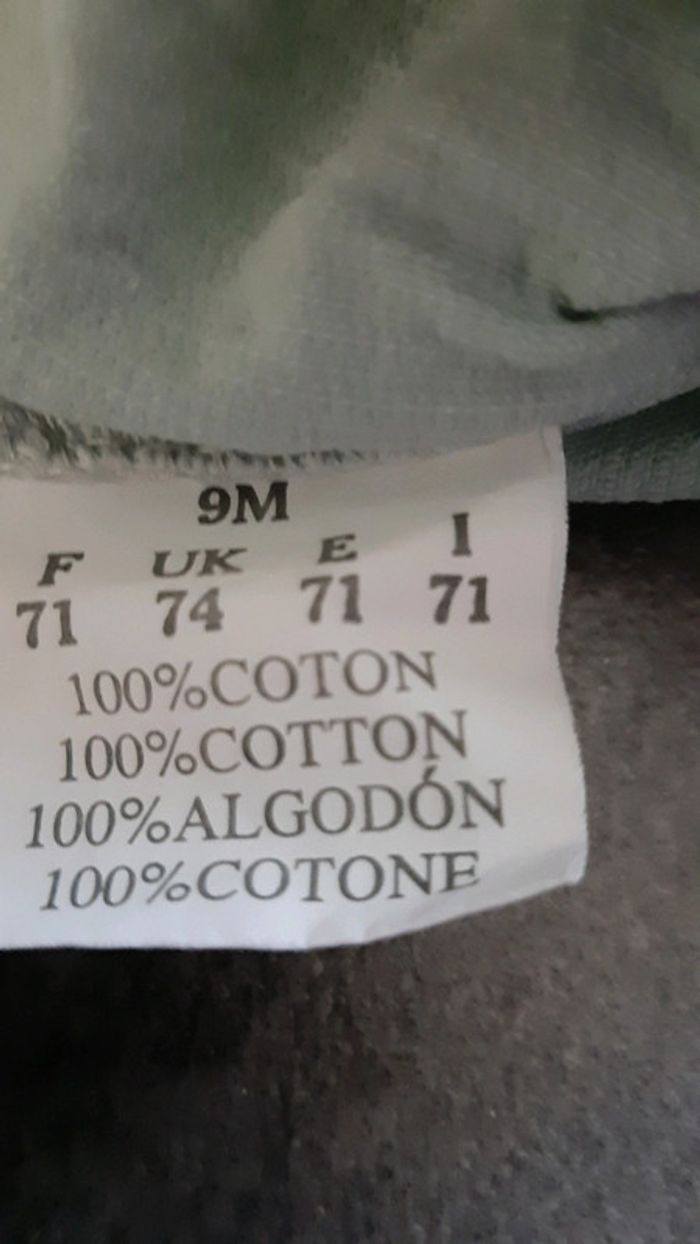 9M
F UK E I
71 74 71 71
100%COTON
100%COTTON
100%ALGODÓN
100%COTONE